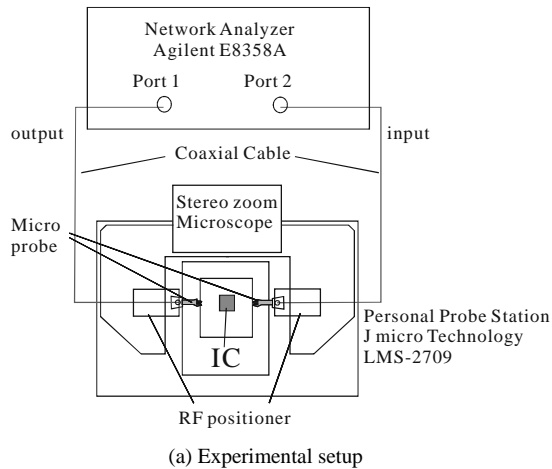 Network Analyzer
Agilent E8358A
Port 1
Port 2
output
input
Coaxial Cable
Stereo zoom
Microscope
Micro
probe
IC
Personal Probe Station
J micro Technology
LMS-2709
RF positioner
(a) Experimental setup